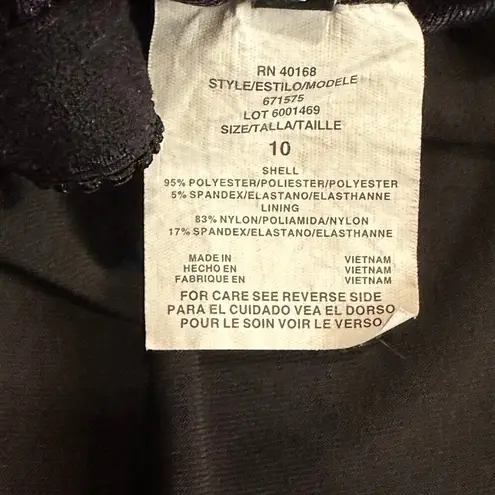 RN 40168
STYLE/ESTILO/MODELE
671575
LOT 6001469
SIZE/TALLA/TAILLE
10
SHELL
95% POLYESTER/POLIESTER/POLYESTER
5% SPANDEX/ELASTANO/ELASTHANNE
LINING
83% NYLON/POLIAMIDA/NYLON
17% SPANDEX/ELASTANO/ELASTHANNE
MADE IN VIETNAM
HECHO EN VIETNAM
FABRIQUE EN VIETNAM
FOR CARE SEE REVERSE SIDE
PARA EL CUIDADO VEA EL DORSO
POUR LE SOIN VOIR LE VERSO